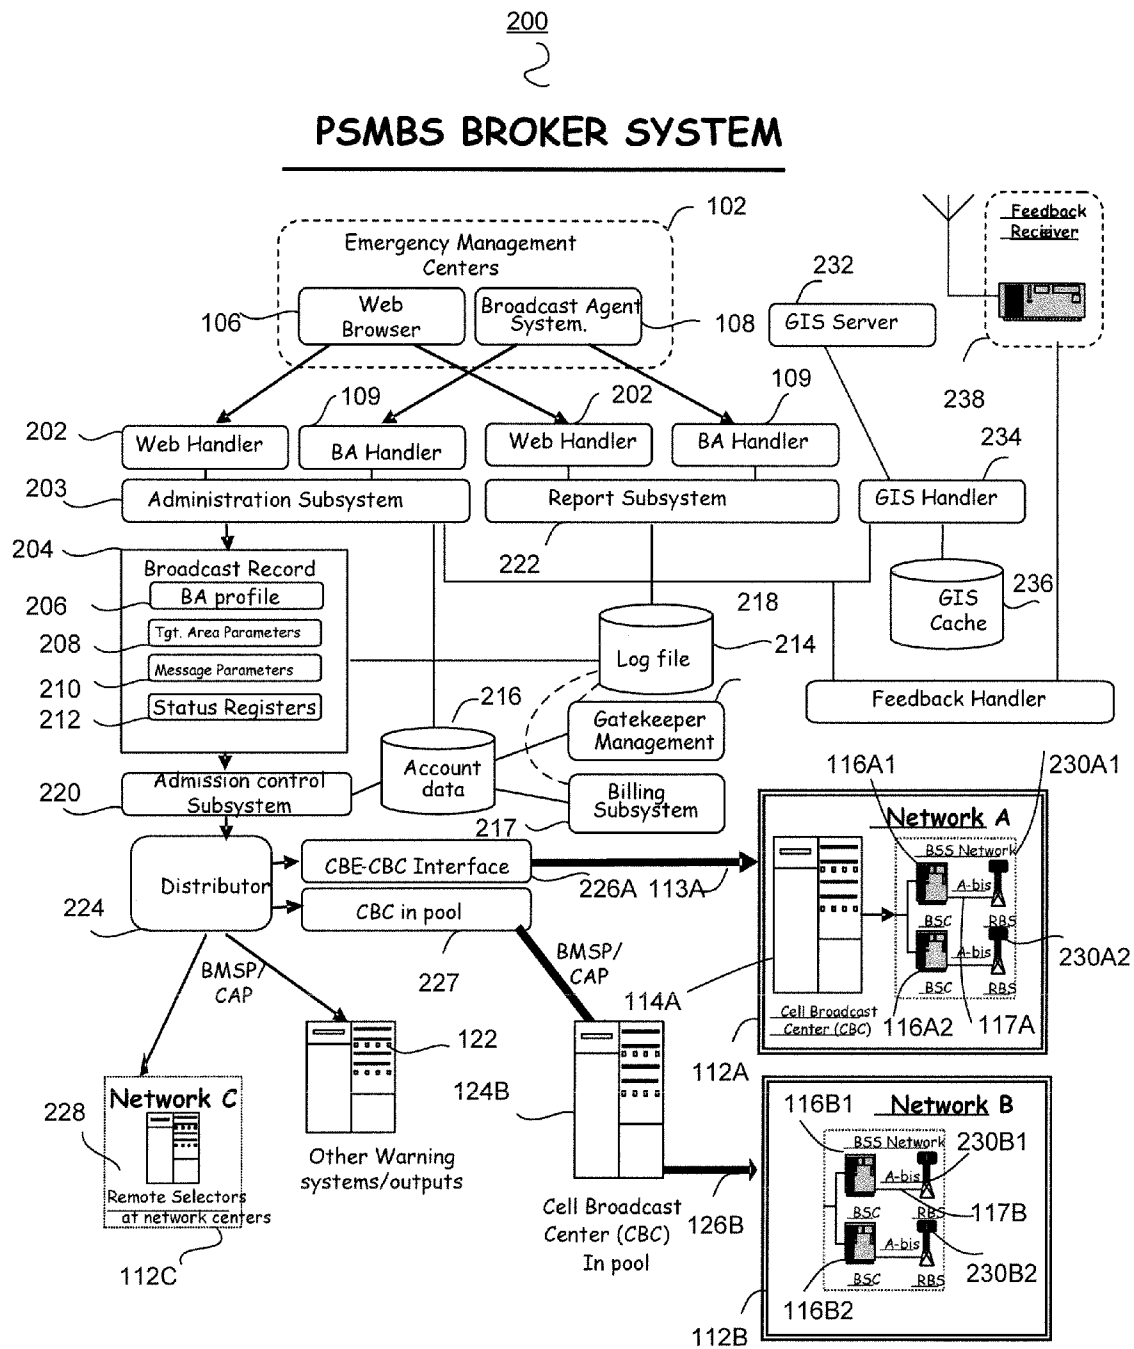 200
PSMBS BROKER SYSTEM
102
Emergency Management
Centers
Feedback
Receiver
232
106
Web
Browser
Broadcast Agent
System.
108
GIS Server
238
109
202
109
202
Web Handler
BA Handler
Web Handler
BA Handler
234
203
Administration Subsystem
Report Subsystem
GIS Handler
204
222
Broadcast Record
206
BA profile
218
GIS
Cache
236
208
Tgt. Area Parameters
214
Log file
210
Message Parameters
212
Status Registers
216
Gatekeeper
Management
Feedback Handler
220
Admission control
Subsystem
Account
data
Billing
Subsystem
217
116A1
230A1
Network A
BSS Network
Distributor
CBE-CBC Interface
226A
113A
A-bis
224
CBC in pool
BSC
RBS
BMSP/
CAP
227
BMSP/
CAP
A-bis
230A2
114A
BSC
RBS
Cell Broadcast
Center (CBC)
116A2
117A
122
112A
124B
Network C
228
116B1
Network B
BSS Network
230B1
Other Warning
systems/outputs
A-bis
Remote Selectors
at network centers
Cell Broadcast
Center (CBC)
In pool
126B
BSC
RBS
117B
112C
A-bis
230B2
BSC
RBS
116B2
112B